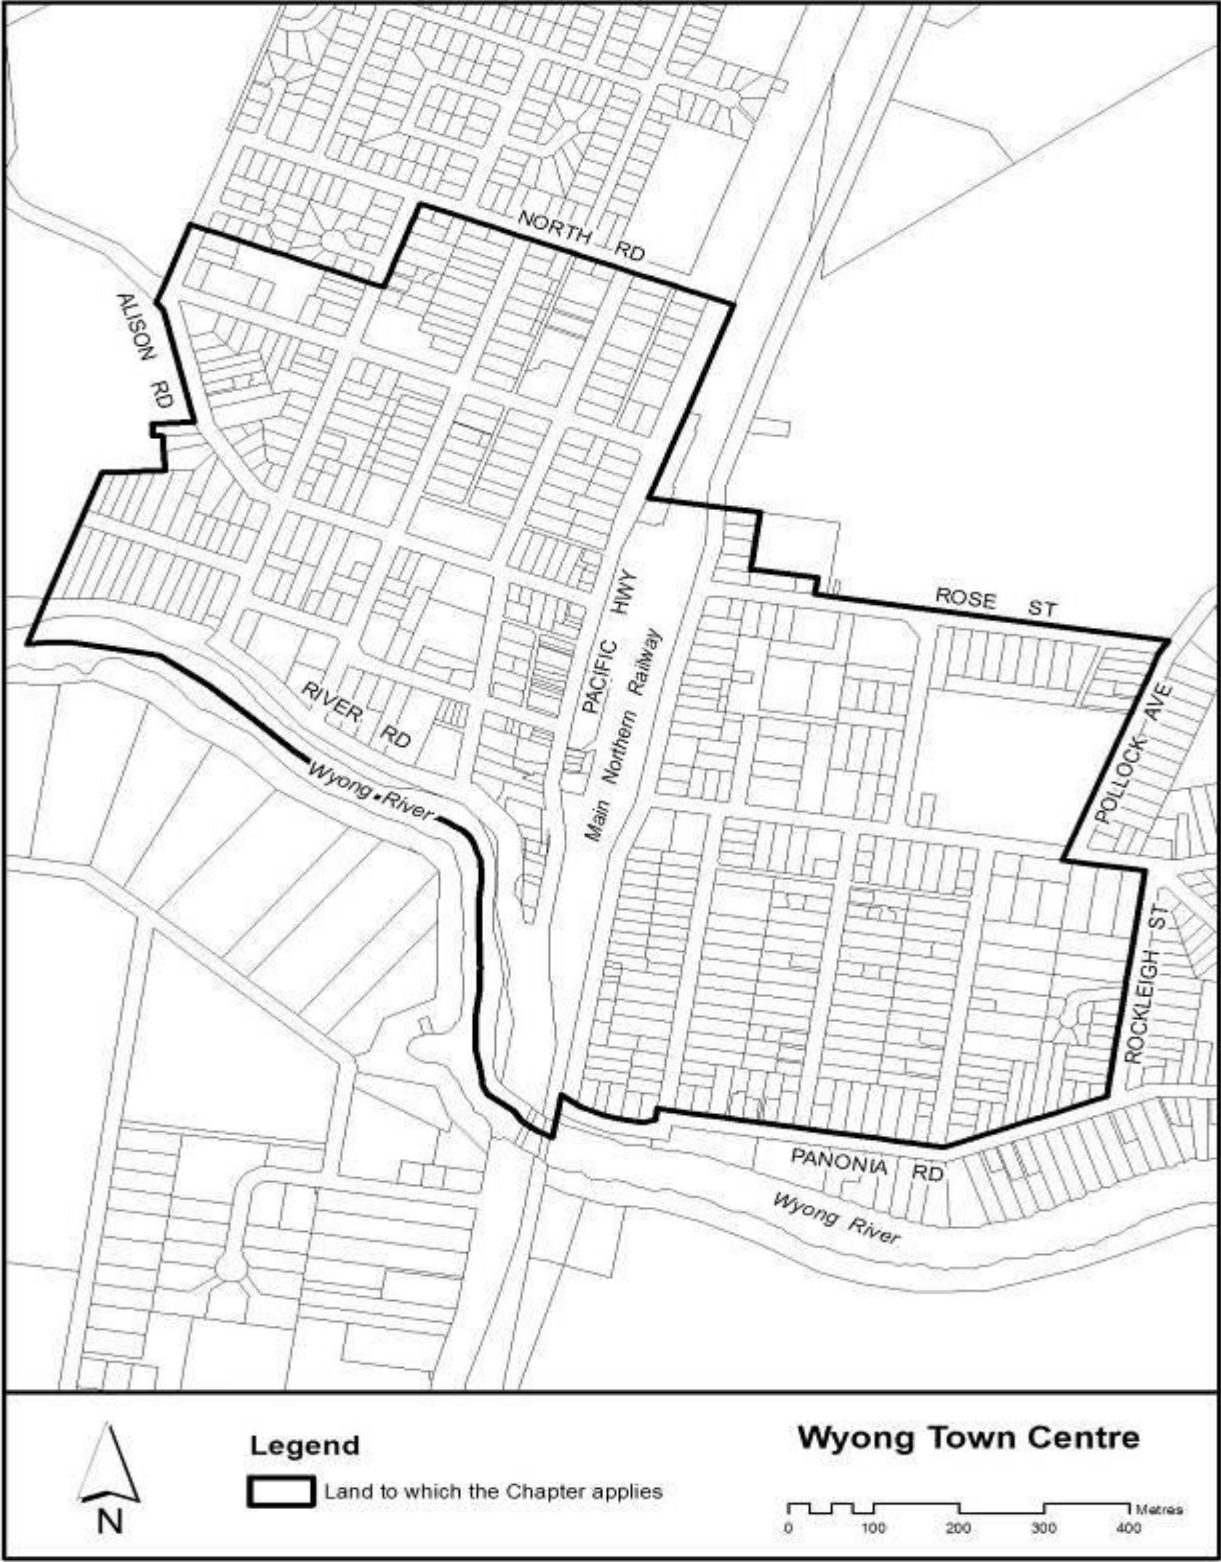 NORTH RD
ALISON RD
PACIFIC HWY
Main Northern Railway
ROSE ST
RIVER RD
POLLOCK AVE
Wyong River
ROCKLEIGH ST
PANONIA RD
Wyong River
N
Legend
Land to which the Chapter applies
Wyong Town Centre
Metres
0 100 200 300 400